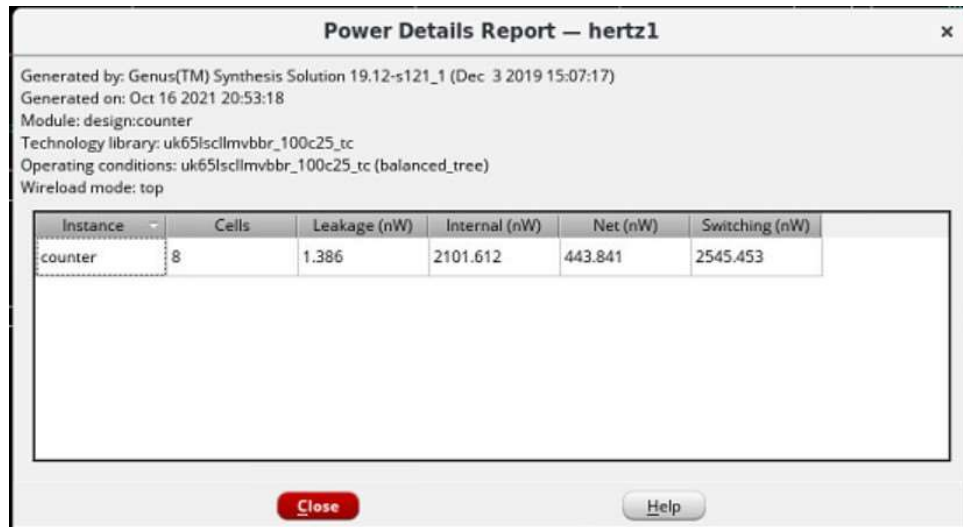 Power Details Report — hertz1
×
Generated by: Genus(TM) Synthesis Solution 19.12-s121_1 (Dec 3 2019 15:07:17)
Generated on: Oct 16 2021 20:53:18
Module: design:counter
Technology library: uk65lscllmvbbr_100c25_tc
Operating conditions: uk65lscllmvbbr_100c25_tc (balanced_tree)
Wireload mode: top
Instance Cells Leakage (nW) Internal (nW) Net (nW) Switching (nW)
counter 8 1.386 2101.612 443.841 2545.453
Close Help